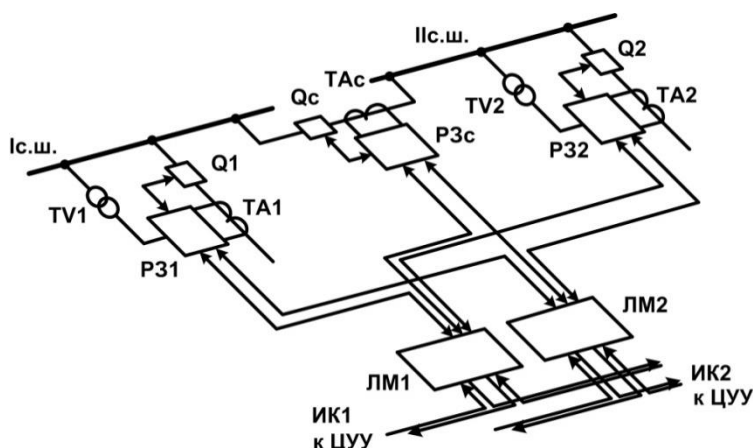 IIс.ш.
Q2
TAc
Qc
TV2
TA2
Iс.ш.
Q1
РЗс
РЗ2
TV1
TA1
РЗ1
ЛМ2
ЛМ1
ИК2
к ЦУУ
ИК1
к ЦУУ